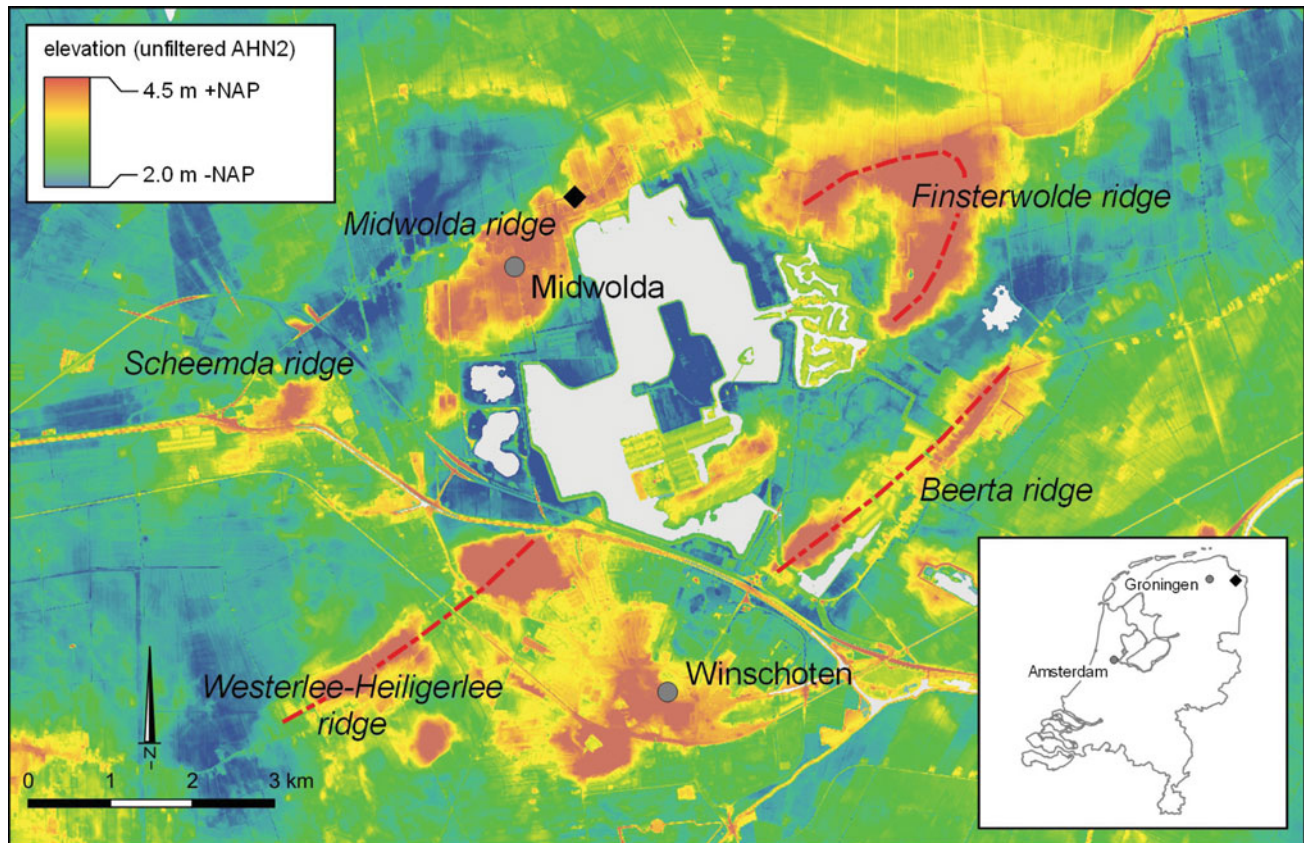 elevation (unfiltered AHN2)
4.5 m +NAP
2.0 m -NAP
Midwolda ridge
Finsterwolde ridge
Midwolda
Scheemda ridge
Beerta ridge
Winschoten
Westerlee-Heiligerlee
ridge
N
0 1 2 3 km
Groningen
Amsterdam